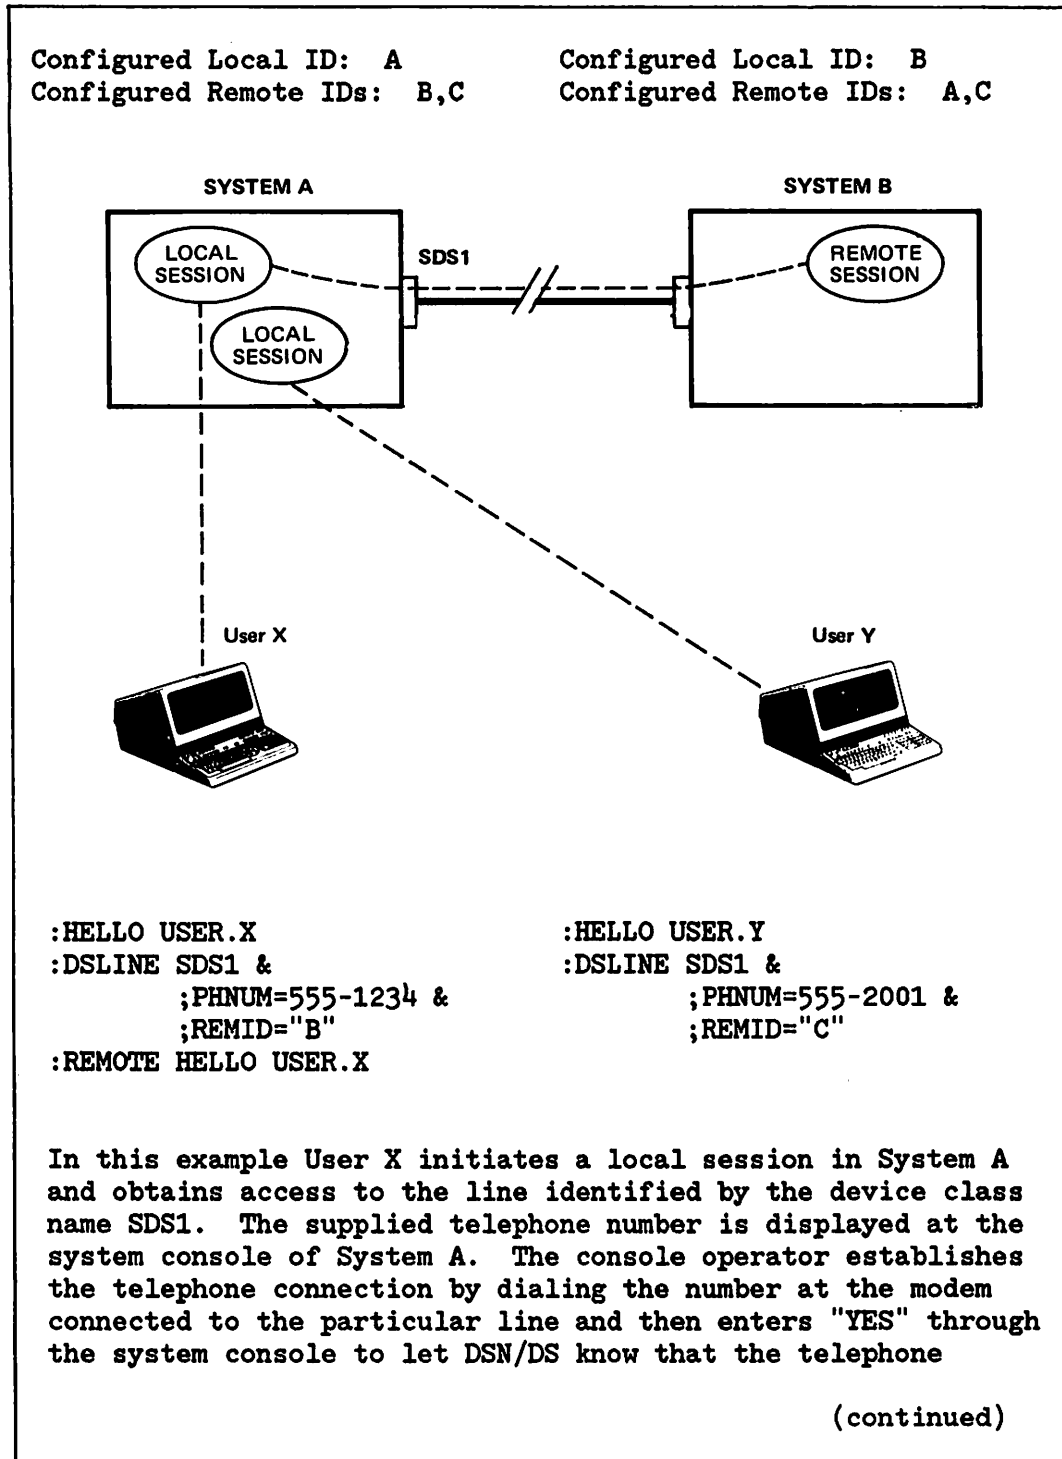 Configured Local ID: A
Configured Remote IDs: B,C
Configured Local ID: B
Configured Remote IDs: A,C
SYSTEM A
SYSTEM B
LOCAL
SESSION
SDS1
REMOTE
SESSION
LOCAL
SESSION
User X
User Y
:HELLO USER.X
:DSLINE SDS1 &
;PHNUM=555-1234 &
;REMID="B"
:REMOTE HELLO USER.X
:HELLO USER.Y
:DSLINE SDS1 &
;PHNUM=555-2001 &
;REMID="C"
In this example User X initiates a local session in System A
and obtains access to the line identified by the device class
name SDS1. The supplied telephone number is displayed at the
system console of System A. The console operator establishes
the telephone connection by dialing the number at the modem
connected to the particular line and then enters "YES" through
the system console to let DSN/DS know that the telephone
(continued)